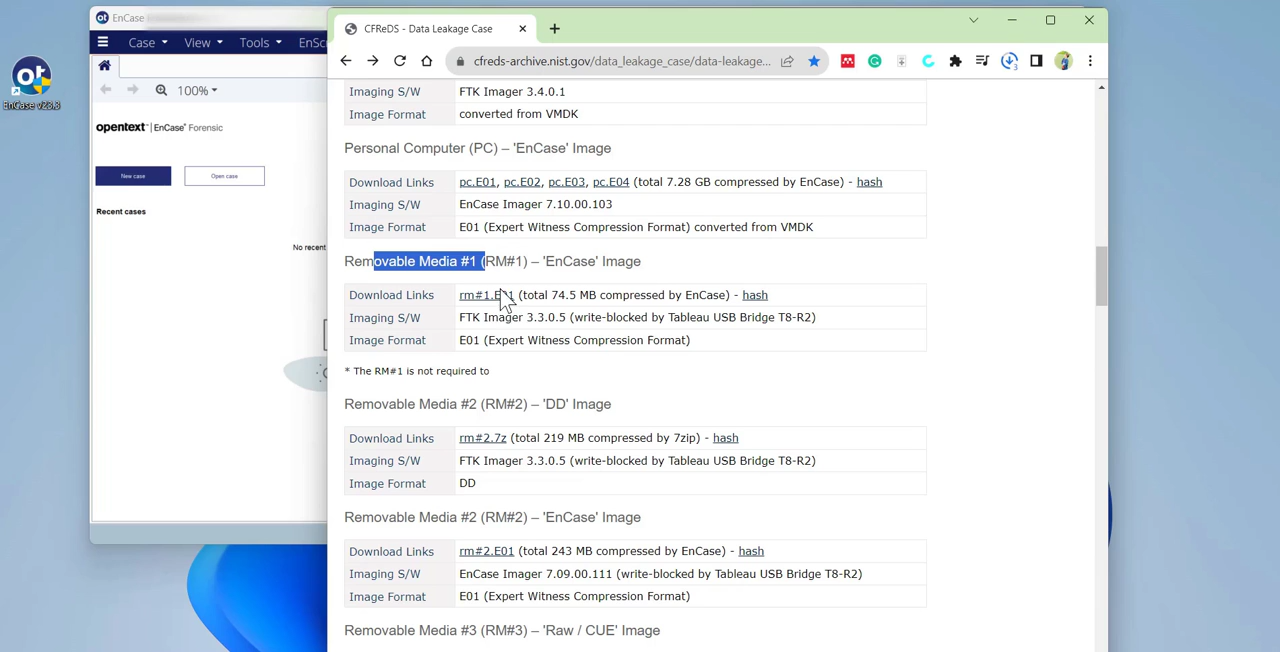 EnCase
Case View Tools EnScr
100%
opentext™ | EnCase® Forensic
New case Open case
Recent cases
No recent
EnCase v23.3
CFReDS - Data Leakage Case
cfreds-archive.nist.gov/data_leakage_case/data-leakage...
Imaging S/W FTK Imager 3.4.0.1
Image Format converted from VMDK
Personal Computer (PC) – 'EnCase' Image
Download Links pc.E01, pc.E02, pc.E03, pc.E04 (total 7.28 GB compressed by EnCase) - hash
Imaging S/W EnCase Imager 7.10.00.103
Image Format E01 (Expert Witness Compression Format) converted from VMDK
Removable Media #1 (RM#1) – 'EnCase' Image
Download Links rm#1.E01 (total 74.5 MB compressed by EnCase) - hash
Imaging S/W FTK Imager 3.3.0.5 (write-blocked by Tableau USB Bridge T8-R2)
Image Format E01 (Expert Witness Compression Format)
* The RM#1 is not required to
Removable Media #2 (RM#2) – 'DD' Image
Download Links rm#2.7z (total 219 MB compressed by 7zip) - hash
Imaging S/W FTK Imager 3.3.0.5 (write-blocked by Tableau USB Bridge T8-R2)
Image Format DD
Removable Media #2 (RM#2) – 'EnCase' Image
Download Links rm#2.E01 (total 243 MB compressed by EnCase) - hash
Imaging S/W EnCase Imager 7.09.00.111 (write-blocked by Tableau USB Bridge T8-R2)
Image Format E01 (Expert Witness Compression Format)
Removable Media #3 (RM#3) – 'Raw / CUE' Image